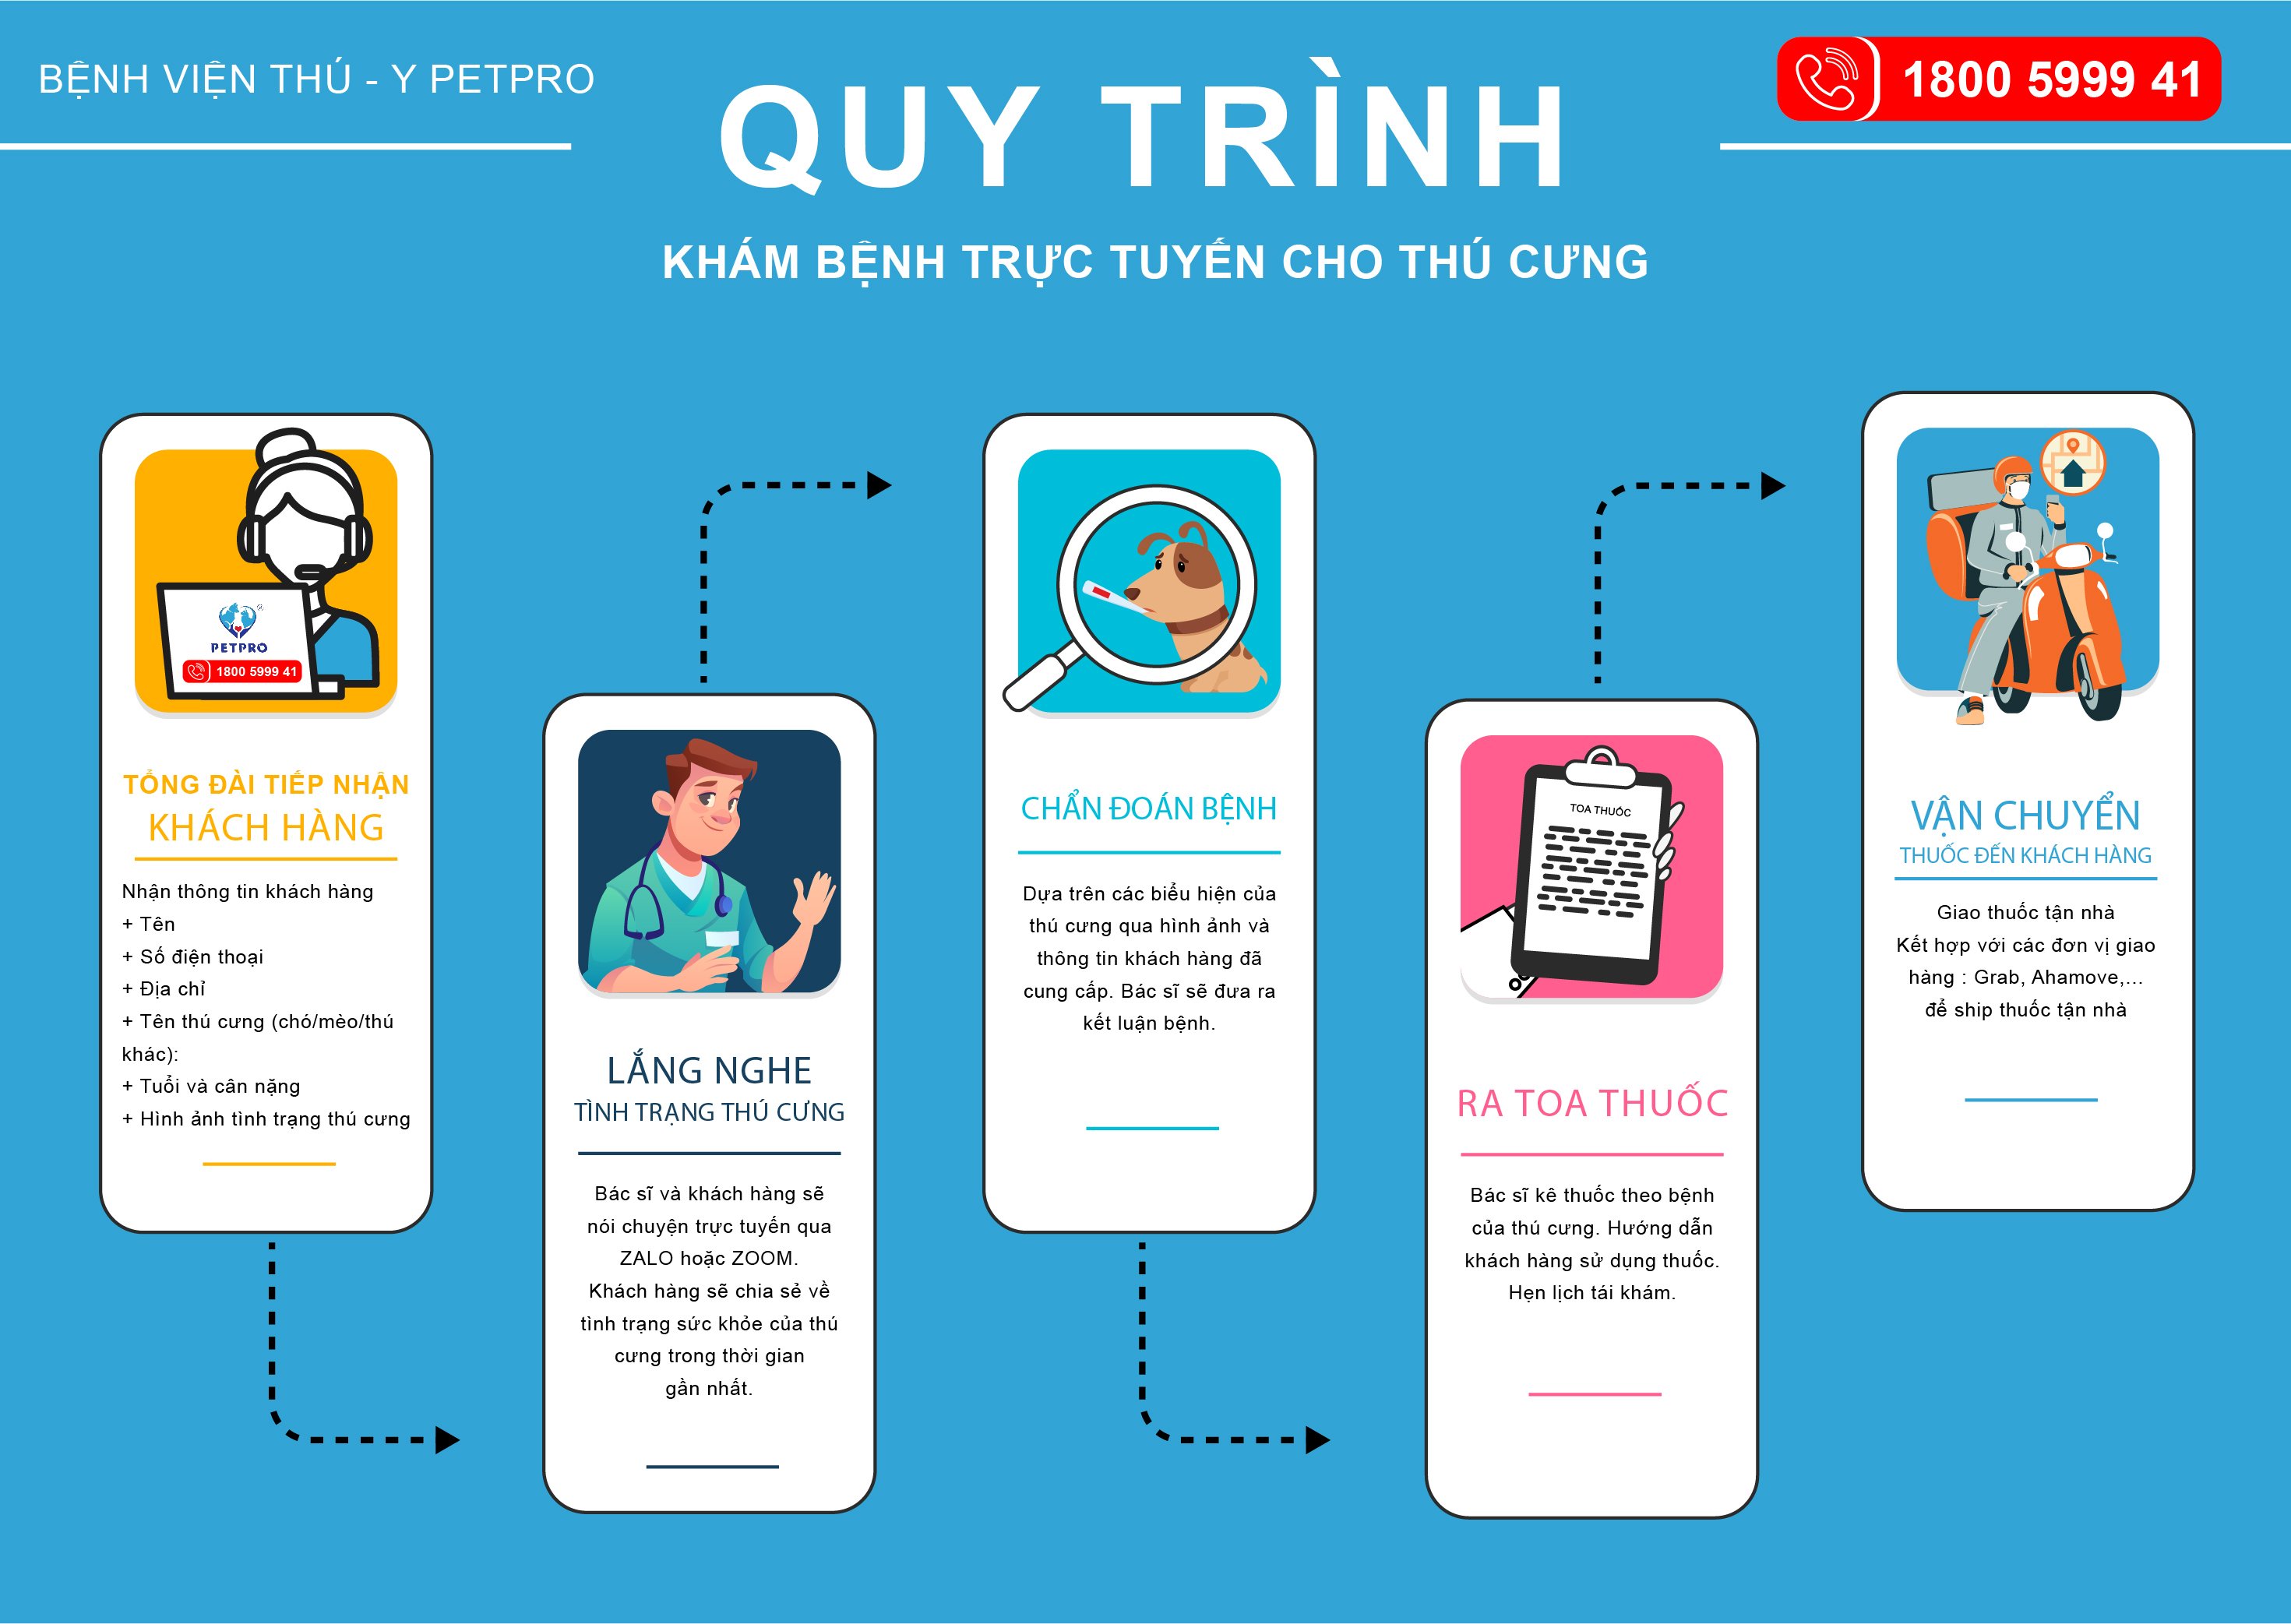 BỆNH VIỆN THÚ - Y PETPRO
1800 5999 41
QUY TRÌNH
KHÁM BỆNH TRỰC TUYẾN CHO THÚ CƯNG
PETPRO
1800 5999 41
TỔNG ĐÀI TIẾP NHẬN
KHÁCH HÀNG
Nhận thông tin khách hàng
+ Tên
+ Số điện thoại
+ Địa chỉ
+ Tên thú cưng (chó/mèo/thú
khác):
+ Tuổi và cân nặng
+ Hình ảnh tình trạng thú cưng
LẮNG NGHE
TÌNH TRẠNG THÚ CƯNG
Bác sĩ và khách hàng sẽ
nói chuyện trực tuyến qua
ZALO hoặc ZOOM.
Khách hàng sẽ chia sẻ về
tình trạng sức khỏe của thú
cưng trong thời gian
gần nhất.
CHẨN ĐOÁN BỆNH
Dựa trên các biểu hiện của
thú cưng qua hình ảnh và
thông tin khách hàng đã
cung cấp. Bác sĩ sẽ đưa ra
kết luận bệnh.
TOA THUỐC
RA TOA THUỐC
Bác sĩ kê thuốc theo bệnh
của thú cưng. Hướng dẫn
khách hàng sử dụng thuốc.
Hẹn lịch tái khám.
VẬN CHUYỂN
THUỐC ĐẾN KHÁCH HÀNG
Giao thuốc tận nhà
Kết hợp với các đơn vị giao
hàng : Grab, Ahamove,...
để ship thuốc tận nhà